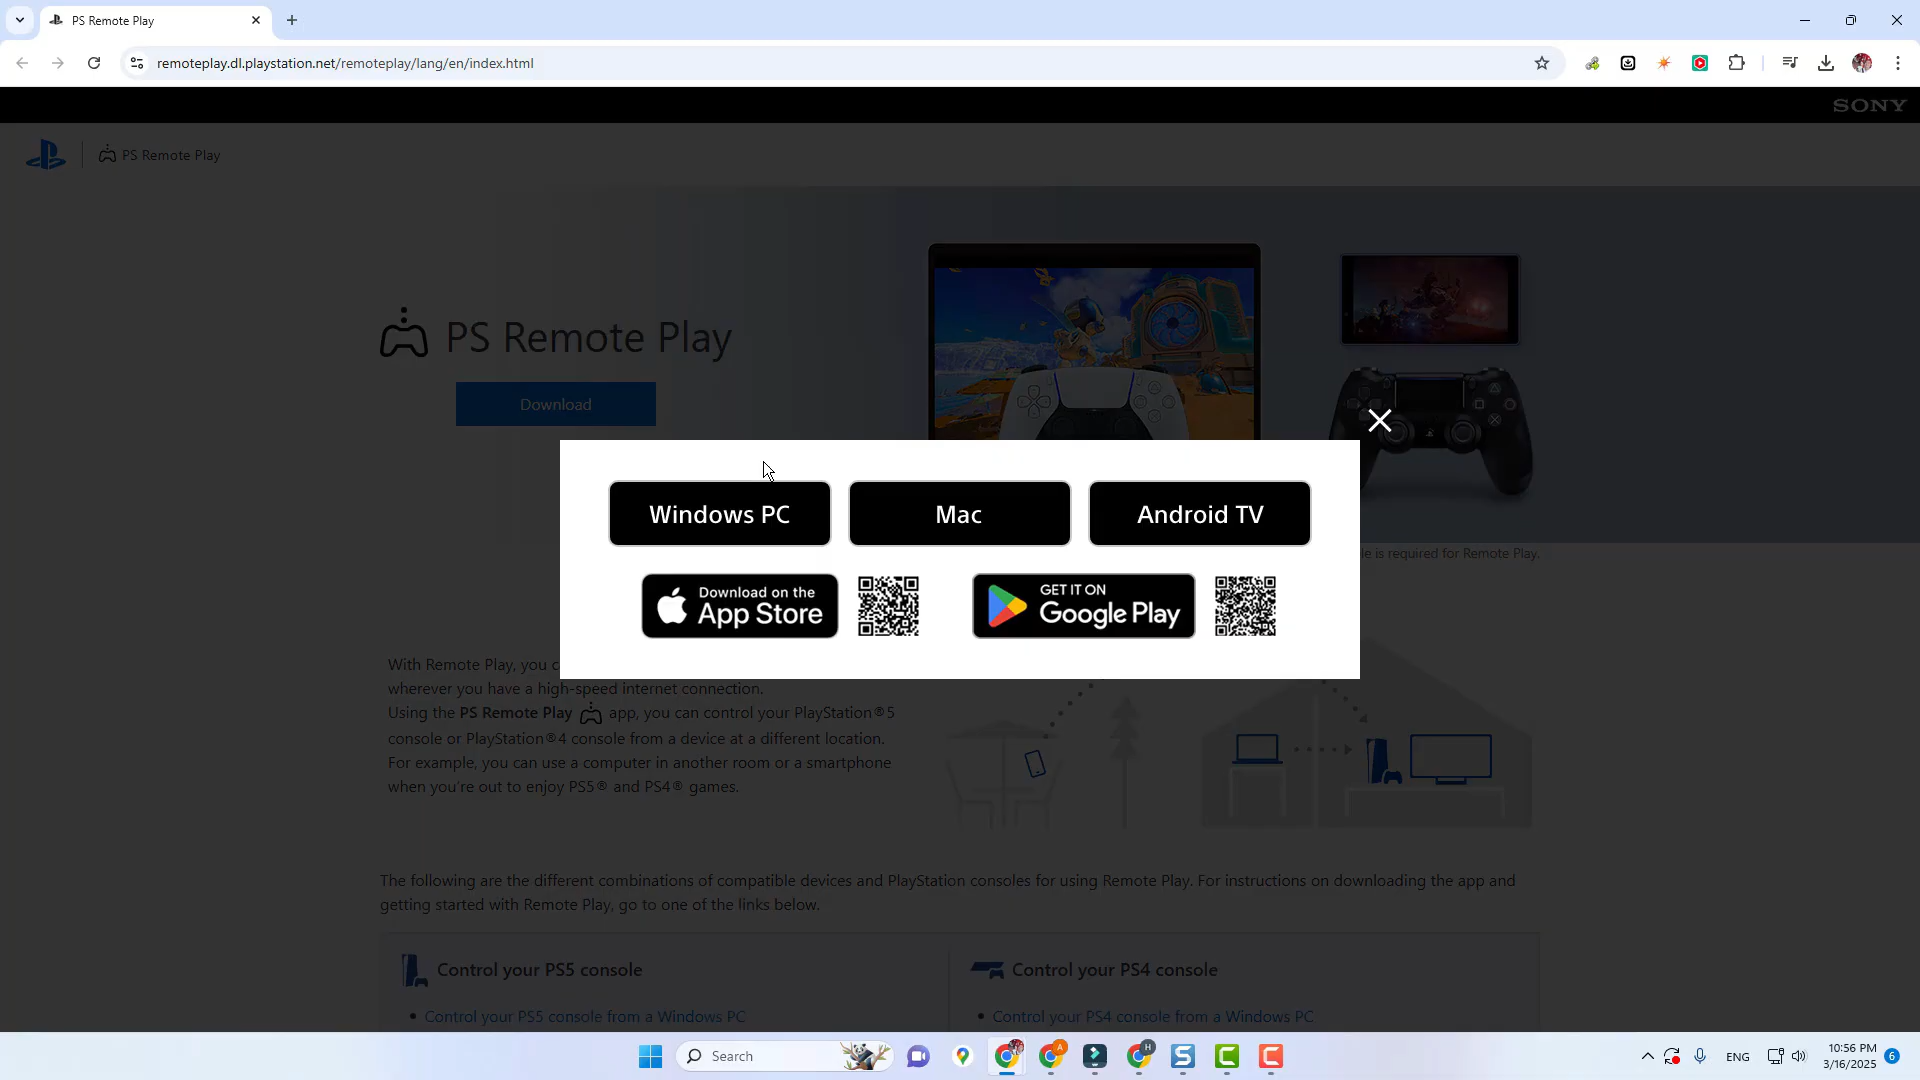 PS Remote Play
remoteplay.dl.playstation.net/remoteplay/lang/en/index.html
SONY
PS Remote Play
PS Remote Play
Download
Windows PC
Mac
Android TV
le is required for Remote Play.
Download on the
App Store
GET IT ON
Google Play
With Remote Play, you c
wherever you have a high-speed internet connection.
Using the PS Remote Play app, you can control your PlayStation®5
console or PlayStation®4 console from a device at a different location.
For example, you can use a computer in another room or a smartphone
when you're out to enjoy PS5® and PS4® games.
The following are the different combinations of compatible devices and PlayStation consoles for using Remote Play. For instructions on downloading the app and
getting started with Remote Play, go to one of the links below.
Control your PS5 console
Control your PS4 console
• Control your PS5 console from a Windows PC
• Control your PS4 console from a Windows PC
Search
A
H
S
C
C
ENG
10:56 PM
3/16/2025
6